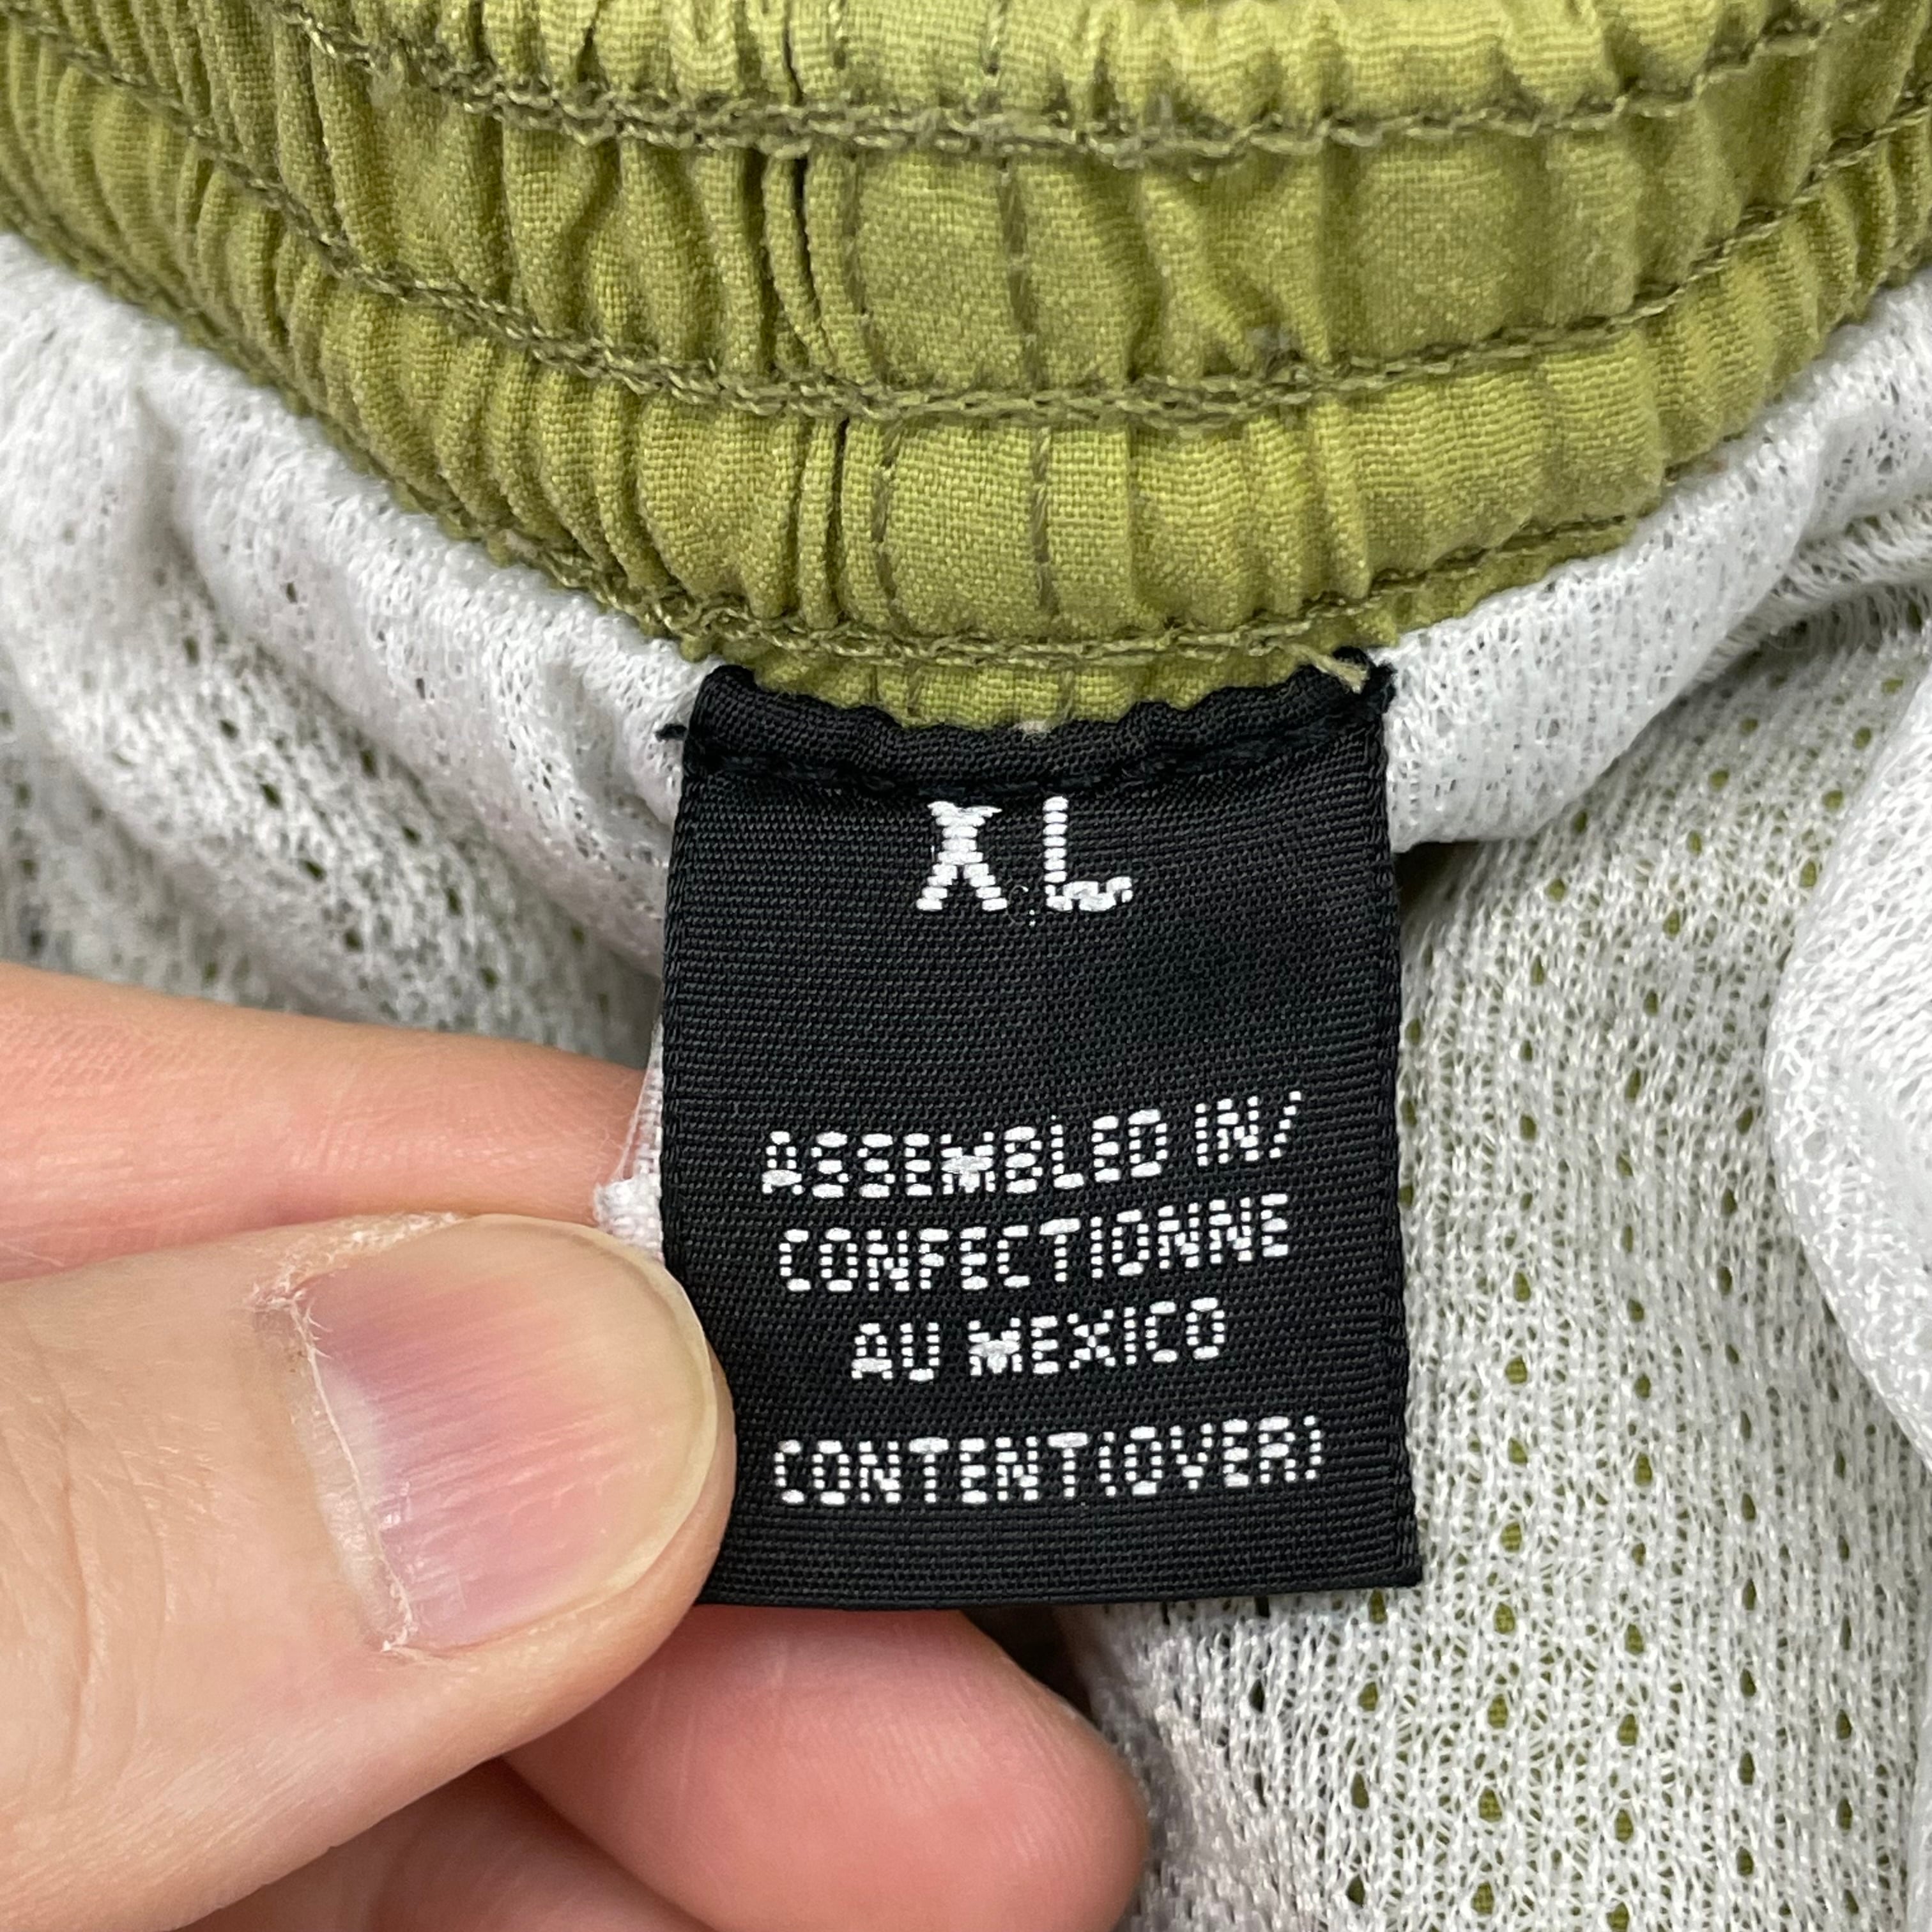 XL
ASSEMBLED IN/
CONFECTIONNE
AU MEXICO
CONTENT(OVER)